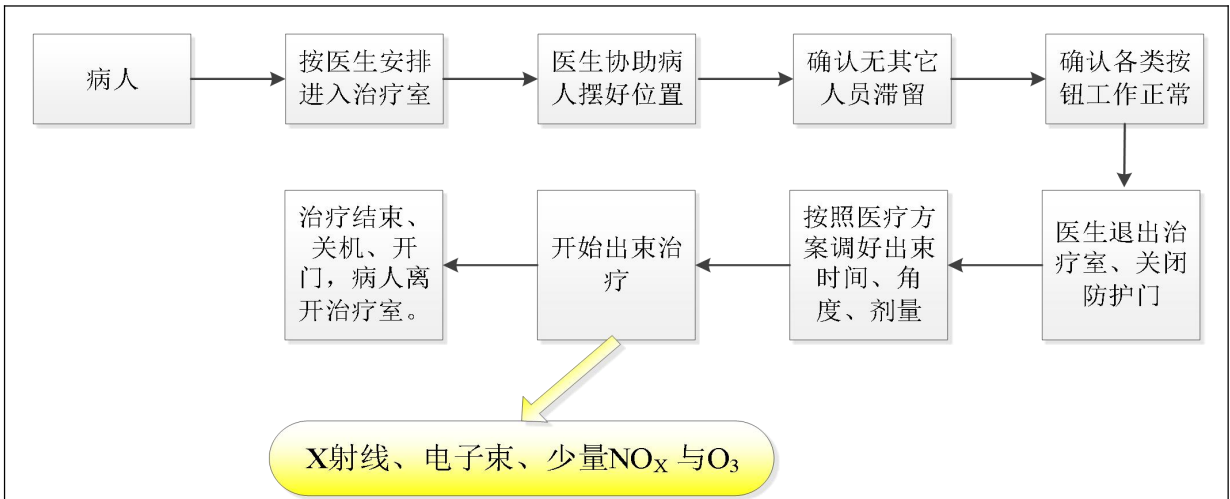 病人
按医生安排
进入治疗室
医生协助病
人摆好位置
确认无其它
人员滞留
确认各类按
钮工作正常
医生退出治
疗室、关闭
防护门
按照医疗方
案调好出束
时间、角
度、剂量
开始出束治
疗
治疗结束、
关机、开
门，病人离
开治疗室。
X射线、电子束、少量NOX 与O3